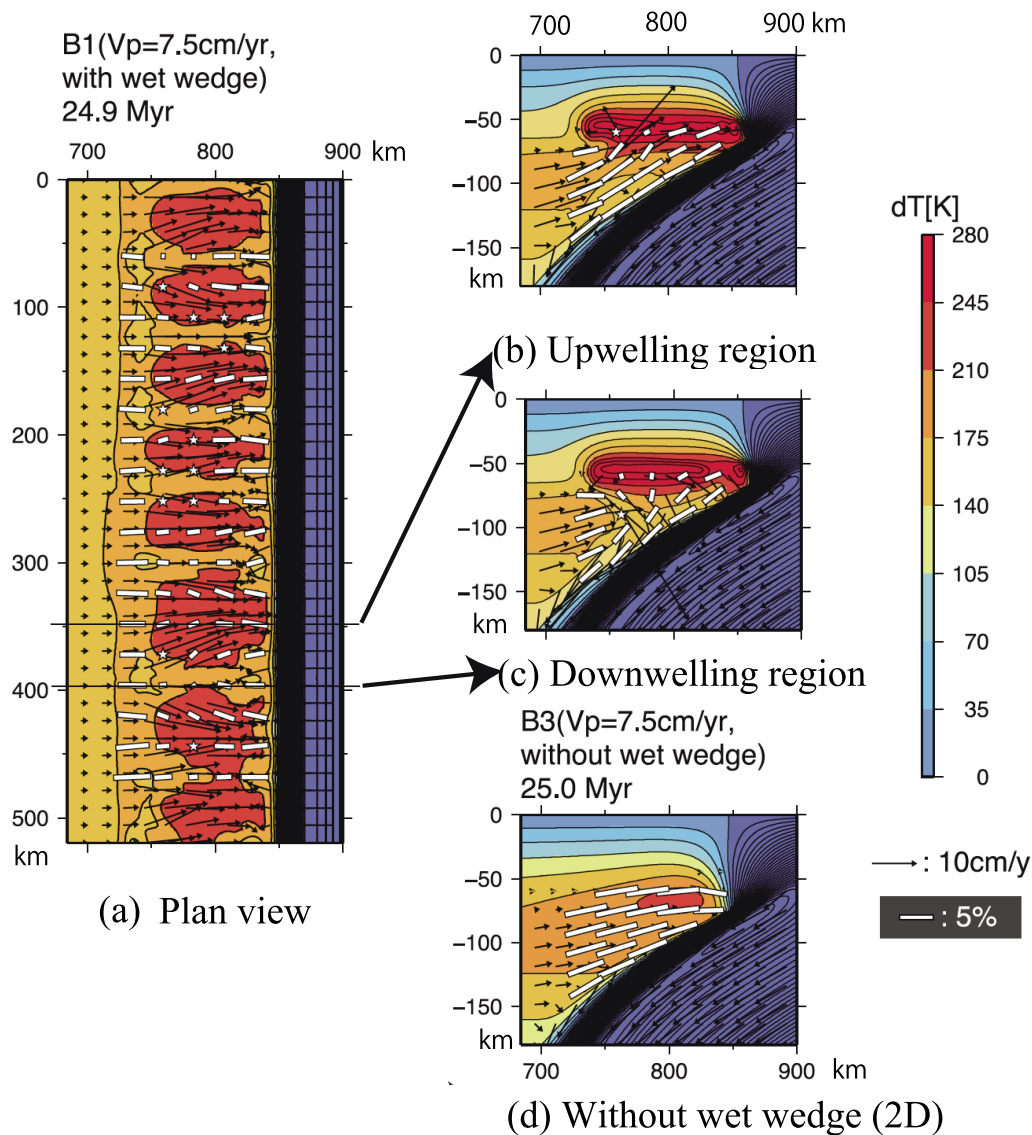 B1(Vp=7.5cm/yr,
with wet wedge)
24.9 Myr
700 800 900 km
0
100
200
300
400
500
km
(a) Plan view
700 800 900 km
0
−50
−100
−150
km
700 800 900
(b) Upwelling region
0
−50
−100
−150
km
(c) Downwelling region
B3(Vp=7.5cm/yr,
without wet wedge)
25.0 Myr
0
−50
−100
−150
km
700 800 900 km
(d) Without wet wedge (2D)
dT[K]
280
245
210
175
140
105
70
35
0
: 10cm/y
: 5%